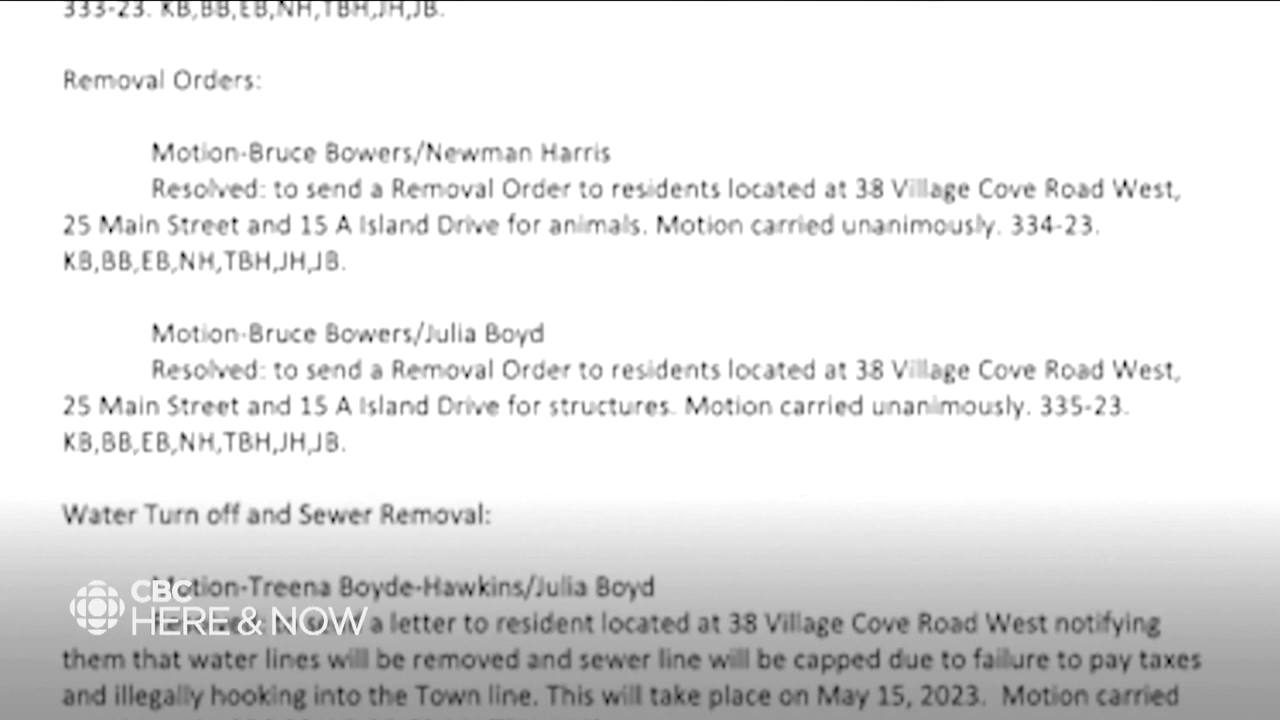 333-23. KB,BB,EB,NH,TBH,JH,JB.
Removal Orders:
Motion-Bruce Bowers/Newman Harris
Resolved: to send a Removal Order to residents located at 38 Village Cove Road West,
25 Main Street and 15 A Island Drive for animals. Motion carried unanimously. 334-23.
KB,BB,EB,NH,TBH,JH,JB.
Motion-Bruce Bowers/Julia Boyd
Resolved: to send a Removal Order to residents located at 38 Village Cove Road West,
25 Main Street and 15 A Island Drive for structures. Motion carried unanimously. 335-23.
KB,BB,EB,NH,TBH,JH,JB.
Water Turn off and Sewer Removal:
Motion-Treena Boyde-Hawkins/Julia Boyd
a letter to resident located at 38 Village Cove Road West notifying
them that water lines will be removed and sewer line will be capped due to failure to pay taxes
and illegally hooking into the Town line. This will take place on May 15, 2023. Motion carried
CBC
HERE & NOW